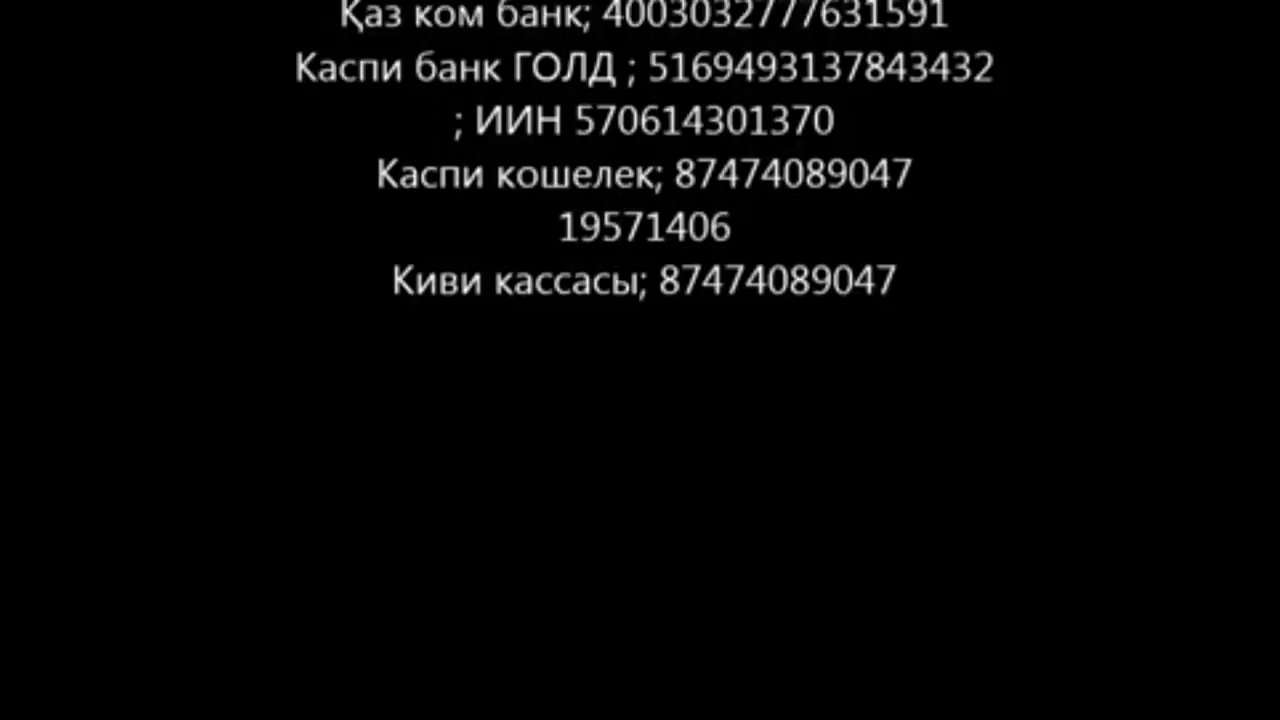 Қаз ком банк; 4003032777631591
Каспи банк ГОЛД ; 5169493137843432
; ИИН 570614301370
Каспи кошелек; 87474089047
19571406
Киви кассасы; 87474089047